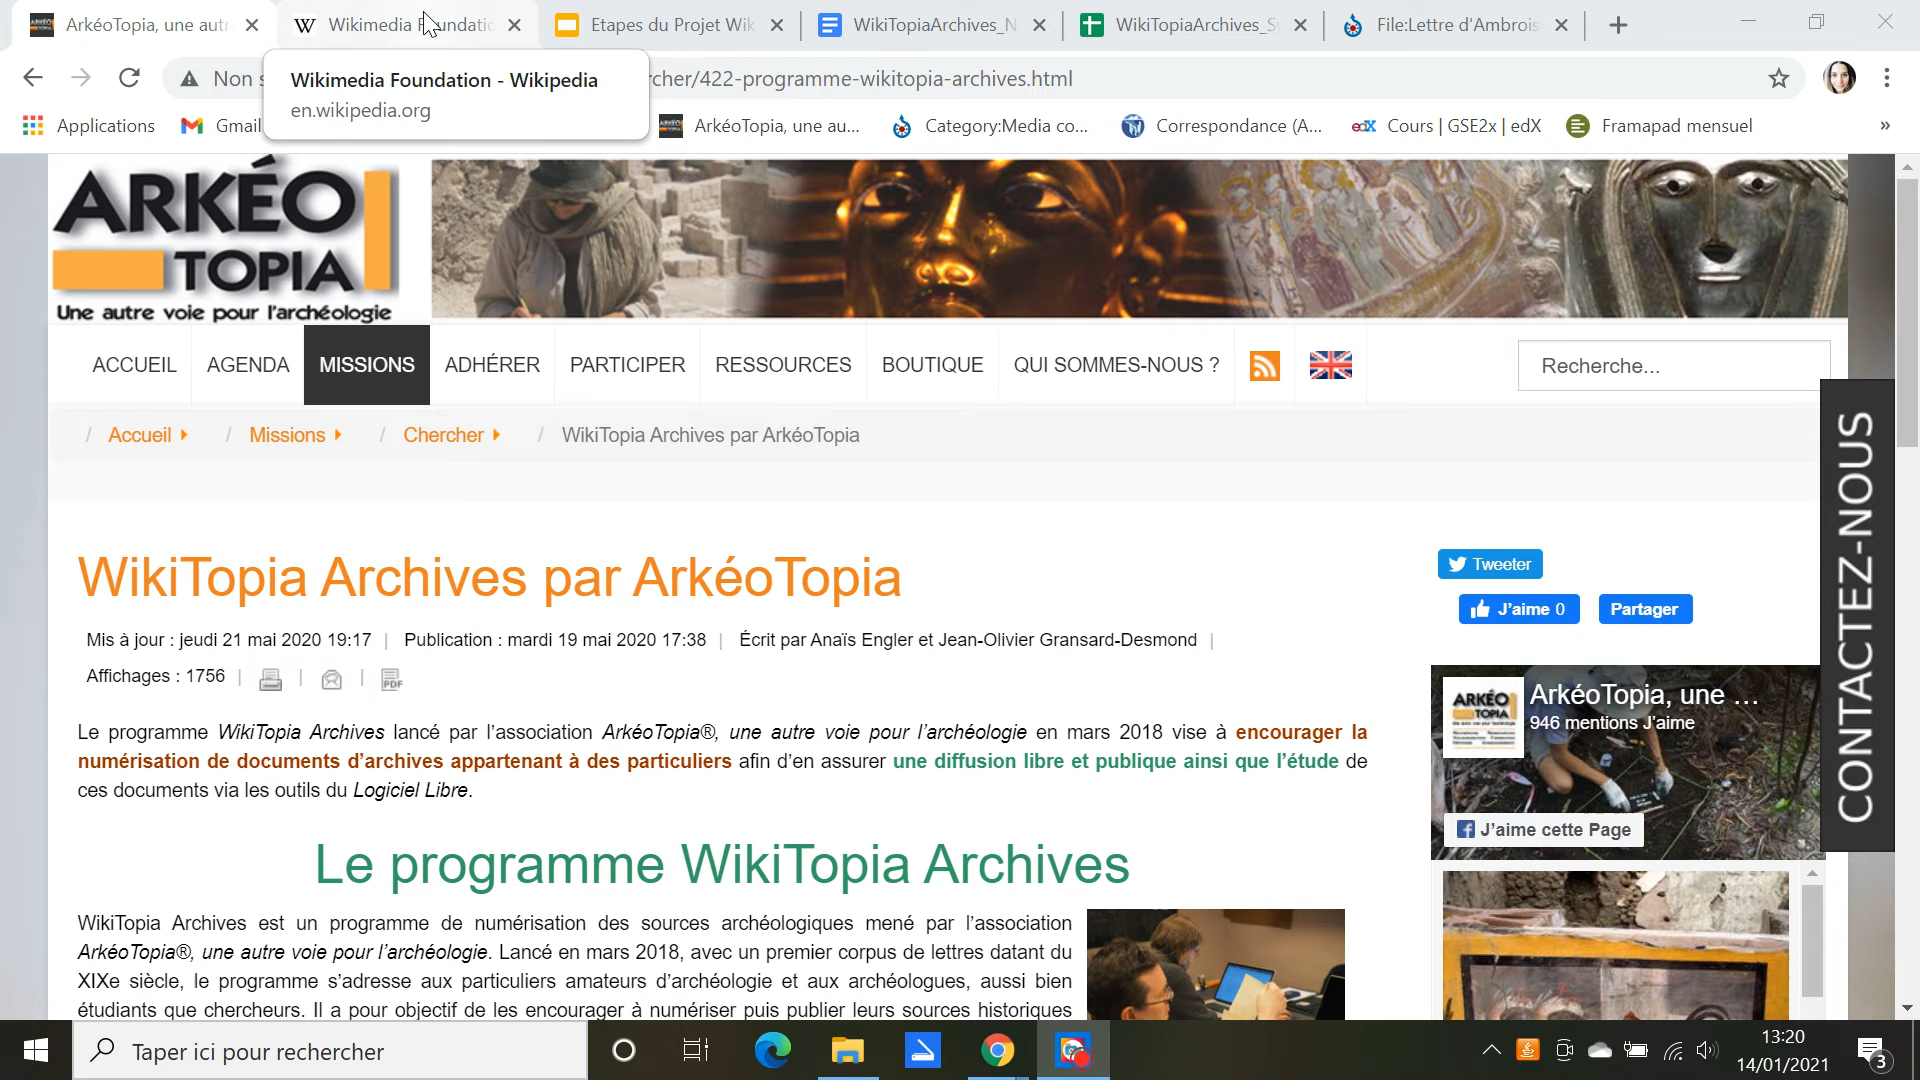 ArkéoTopia, une autr
Wikimedia Foundatio
Etapes du Projet Wik
WikiTopiaArchives_N
WikiTopiaArchives_Su
File:Lettre d'Ambrois
Non s
rcher/422-programme-wikitopia-archives.html
Wikimedia Foundation - Wikipedia
en.wikipedia.org
Applications
Gmail
ArkéoTopia, une au...
Category:Media co...
Correspondance (A...
edX
Cours | GSE2x | edX
Framapad mensuel
»
ARKÉO
TOPIA
Une autre voie pour l'archéologie
ACCUEIL
AGENDA
MISSIONS
ADHÉRER
PARTICIPER
RESSOURCES
BOUTIQUE
QUI SOMMES-NOUS ?
Recherche...
/ Accueil / Missions / Chercher / WikiTopia Archives par ArkéoTopia
CONTACTEZ-NOUS
WikiTopia Archives par ArkéoTopia
Tweeter
J'aime 0
Partager
Mis à jour : jeudi 21 mai 2020 19:17 | Publication : mardi 19 mai 2020 17:38 | Écrit par Anaïs Engler et Jean-Olivier Gransard-Desmond |
Affichages : 1756 | | | PDF
ARKÉO
TOPIA
ArkéoTopia, une ...
946 mentions J'aime
J'aime cette Page
Le programme WikiTopia Archives lancé par l'association ArkéoTopia®, une autre voie pour l'archéologie en mars 2018 vise à encourager la
numérisation de documents d'archives appartenant à des particuliers afin d'en assurer une diffusion libre et publique ainsi que l'étude de
ces documents via les outils du Logiciel Libre.
Le programme WikiTopia Archives
WikiTopia Archives est un programme de numérisation des sources archéologiques mené par l'association
ArkéoTopia®, une autre voie pour l'archéologie. Lancé en mars 2018, avec un premier corpus de lettres datant du
XIXe siècle, le programme s'adresse aux particuliers amateurs d'archéologie et aux archéologues, aussi bien
étudiants que chercheurs. Il a pour objectif de les encourager à numériser puis publier leurs sources historiques
Taper ici pour rechercher
13:20
14/01/2021
3